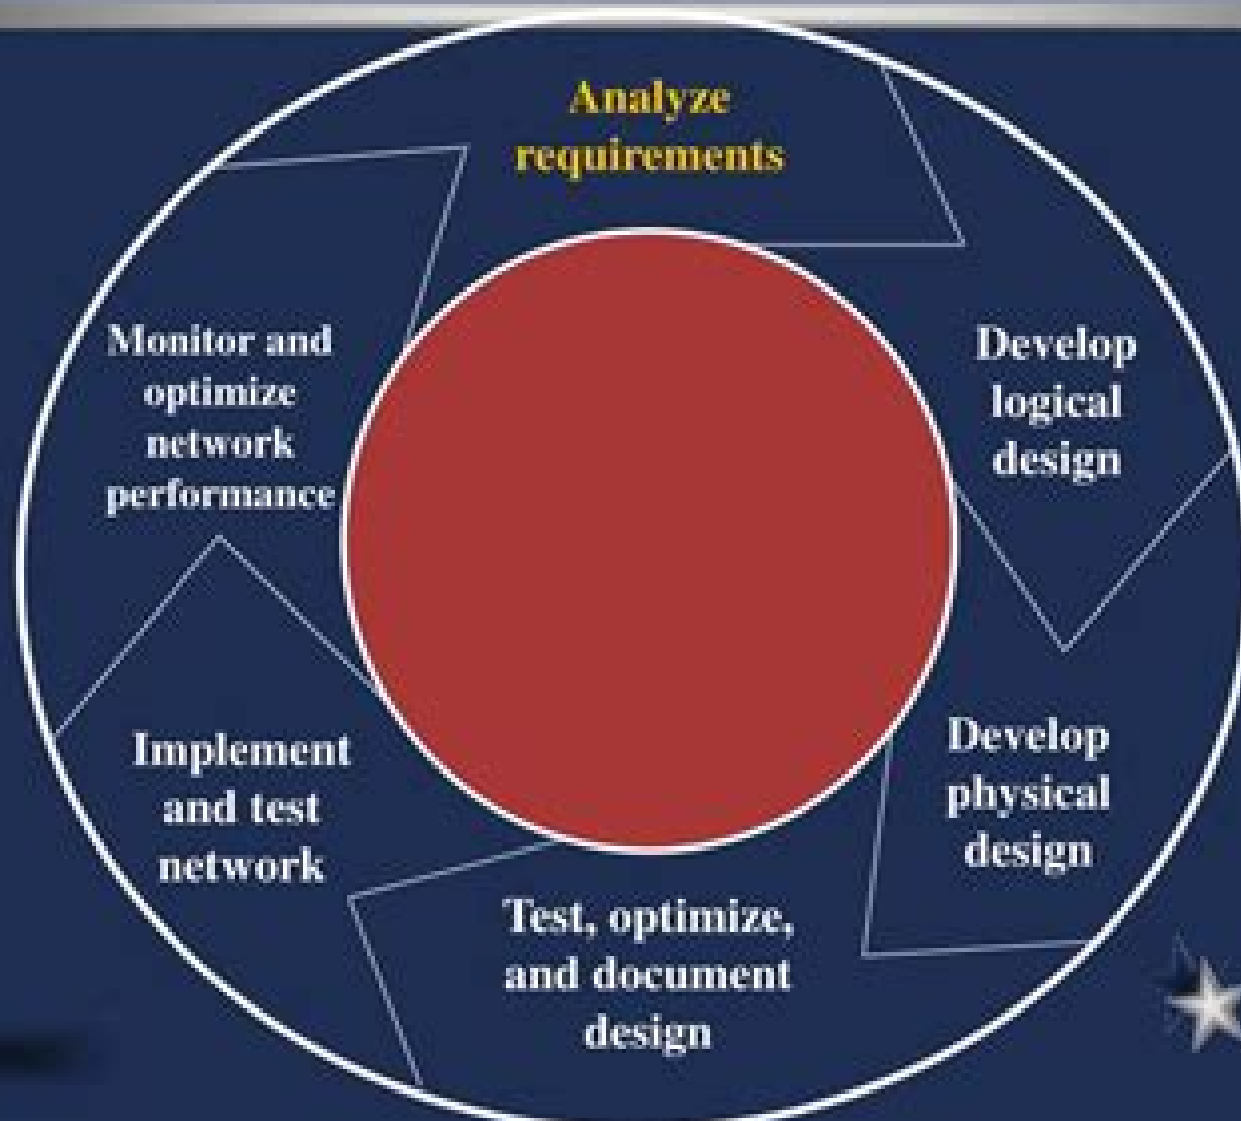 Analyze
requirements
Develop
logical
design
Develop
physical
design
Test, optimize,
and document
design
Implement
and test
network
Monitor and
optimize
network
performance